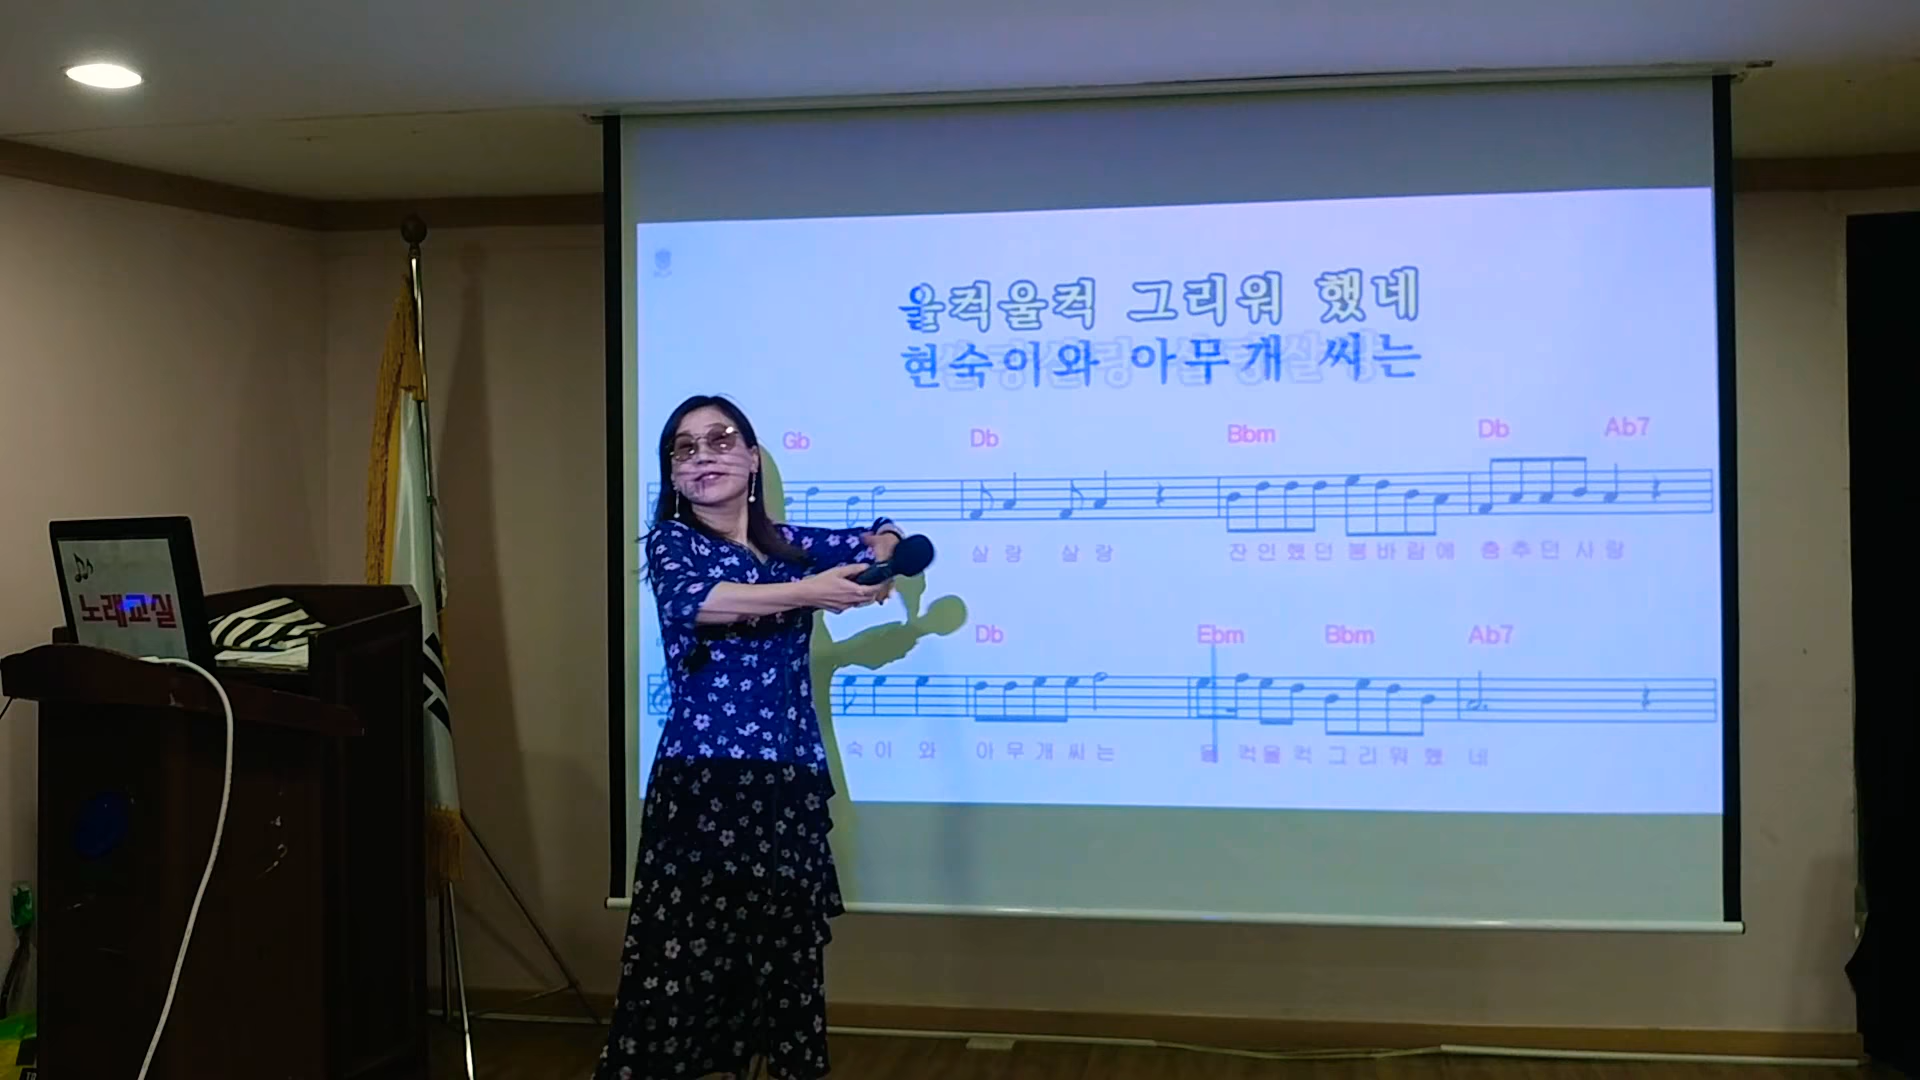 울컥울컥 그리워 했네
현숙이와 아무개 씨는
Gb Db Bbm Db Ab7
살랑 살랑 잔인했던 봄바람에 춤추던 사랑
Db Ebm Bbm Ab7
숙이 와 아무개씨는 울 컥울컥 그리워했 네
노래교실